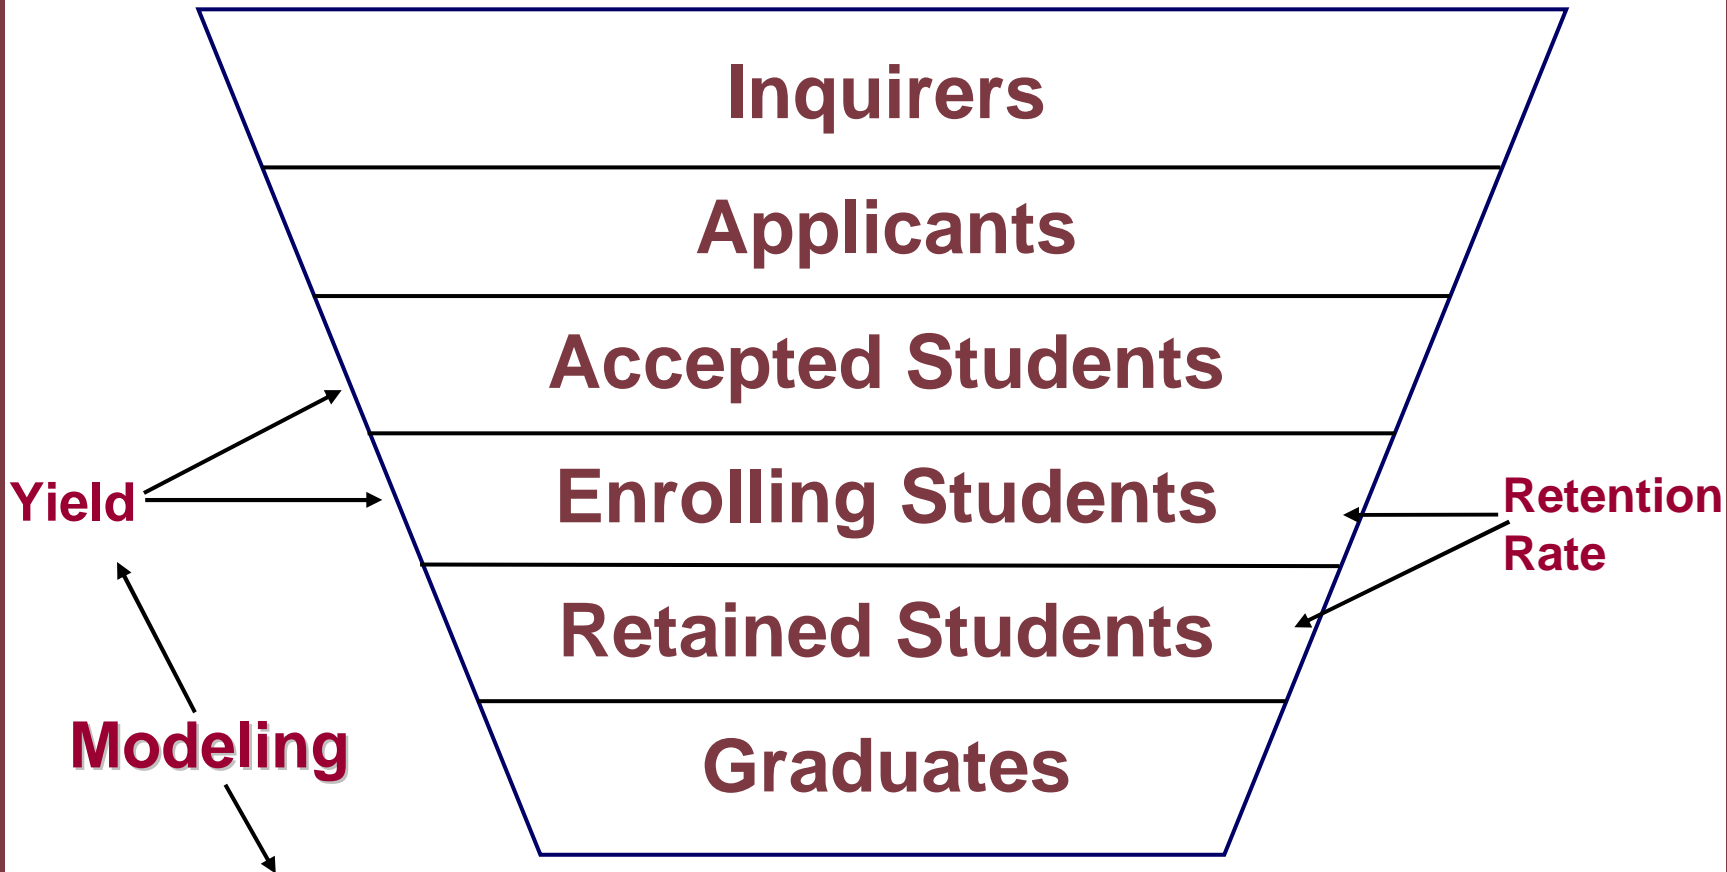 Inquirers
Applicants
Accepted Students
Enrolling Students
Retained Students
Graduates
Yield
Modeling
Retention
Rate